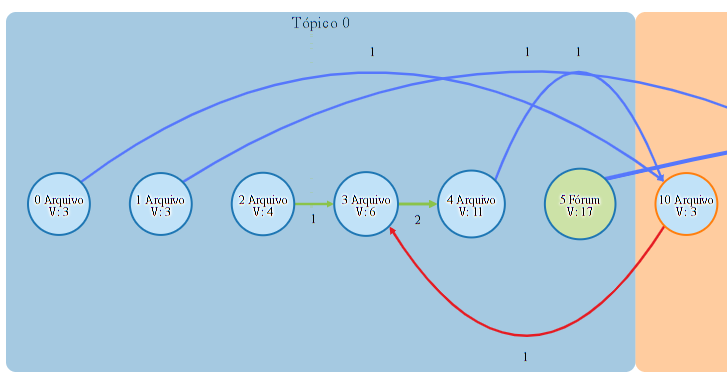 Tópico 0
1
1
1
0 Arquivo
V: 3
1 Arquivo
V: 3
2 Arquivo
V: 4
1
3 Arquivo
V: 6
2
4 Arquivo
V: 11
5 Fórum
V: 17
10 Arquivo
V: 3
1